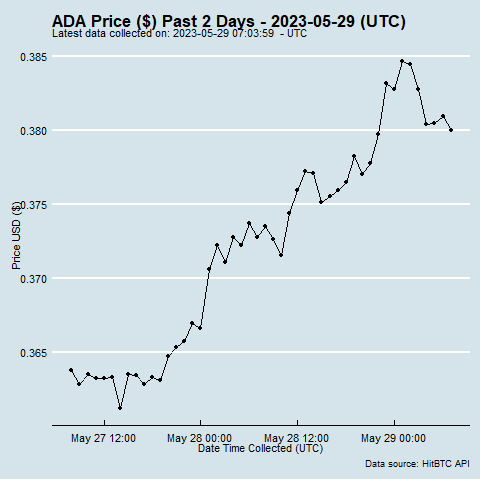 ADA Price ($) Past 2 Days - 2023-05-29 (UTC)
Latest data collected on: 2023-05-29 07:03:59  - UTC
0.385
0.380
0.375
0.370
0.365
Price USD ($)
May 27 12:00
May 28 00:00
May 28 12:00
May 29 00:00
Date Time Collected (UTC)
Data source: HitBTC API